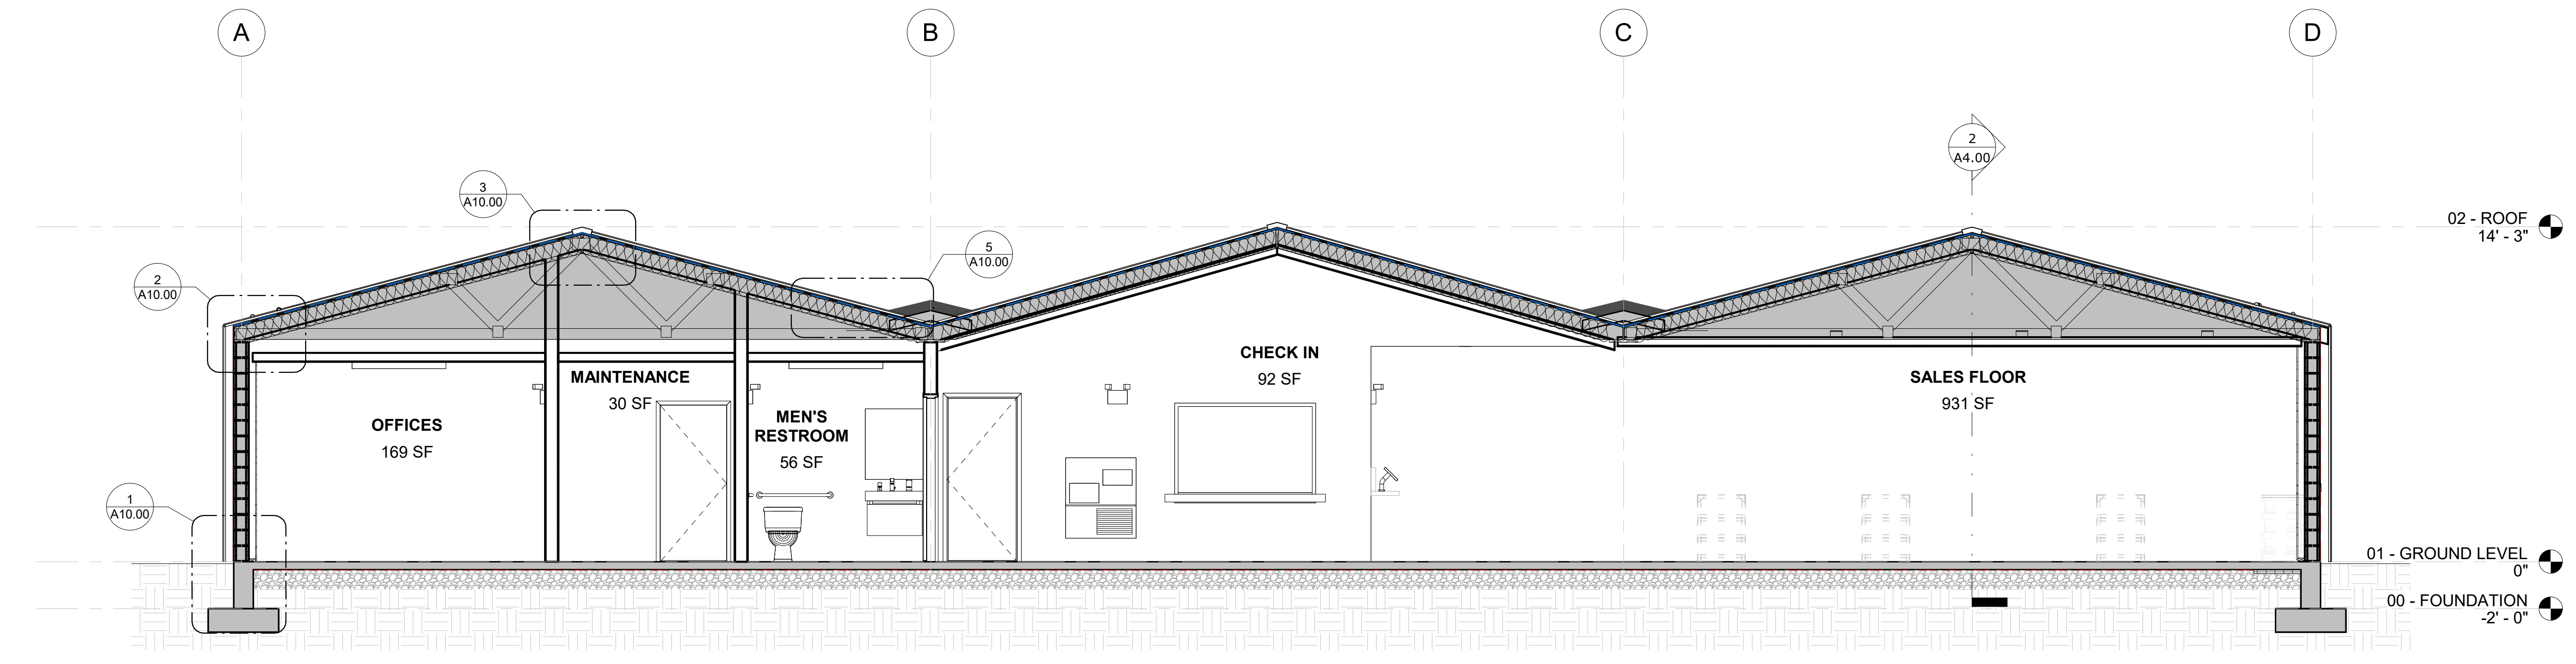 A
B
C
D
2
A4.00
3
A10.00
02 - ROOF
14' - 3"
5
A10.00
2
A10.00
CHECK IN
92 SF
MAINTENANCE
30 SF
SALES FLOOR
931 SF
MEN'S
RESTROOM
56 SF
OFFICES
169 SF
1
A10.00
01 - GROUND LEVEL
0"
00 - FOUNDATION
-2' - 0"